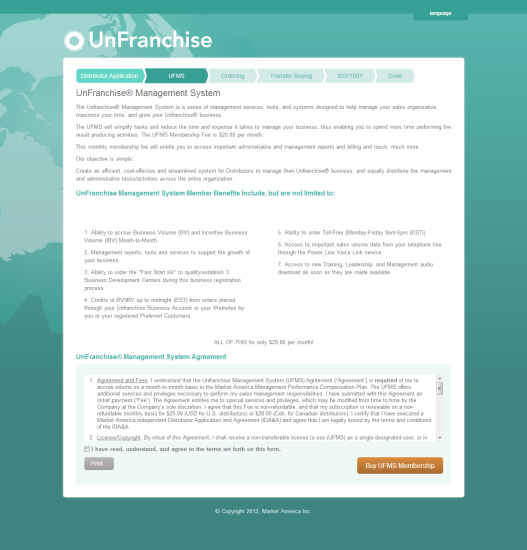 language
UnFranchise
Distributor Application
UFMS
Ordering
Transfer Buying
925/1001
Done
UnFranchise® Management System
The UnFranchise® Management System is a series of management services, tools, and systems designed to help manage your sales organization,
maximize your time, and grow your Unfranchise® business.
The UFMS will simplify tasks and reduce the time and expense it takes to manage your business, thus enabling you to spend more time performing the
result producing activities. The UFMS Membership Fee is $20.00 per month.
This monthly membership fee will entitle you to access important administrative and management reports and billing and much, much more.
Our objective is simple:
Create an efficient, cost-effective and streamlined system for Distributors to manage their Unfranchise® business, and equally distribute the management
and administrative tasks/activities across the entire organization.
UnFranchise Management System Member Benefits Include, but are not limited to:
1. Ability to accrue Business Volume (BV) and Incentive Business
Volume (IBV) Month-to-Month.
2. Management reports, tools and services to support the growth of
your business.
3. Ability to order the "Fast Start Kit" to qualify/establish 3
Business Development Centers during this business registration
process.
4. Credits of BV/IBV up to midnight (EST) from orders placed
through your Unfranchise Business Account or your Websites by
you or your registered Preferred Customers.
5. Ability to order Toll-Free (Monday-Friday 9am-5pm (EST))
6. Access to important sales volume data from your telephone line
through the Power Line Voice Link service.
7. Access to new Training, Leadership, and Management audio
download as soon as they are made available.
ALL OF THIS for only $20.00 per month!
UnFranchise® Management System Agreement
1. Agreement and Fees. I understand that the Unfranchise Management System (UFMS) Agreement ("Agreement") is required of me to
accrue volume on a month-to-month basis in the Market America Management Performance Compensation Plan. The UFMS offers
additional services and privileges necessary to perform my sales management responsibilities. I have submitted with this Agreement an
initial payment ("Fee"). The Agreement entitles me to special services and privileges, which may be modified from time to time by the
Company at the Company's sole discretion. I agree that this Fee is non-refundable, and that my subscription is renewable on a non-
refundable monthly basis for $20.00 (USD for U.S. distributors) or $29.00 (Cdn. for Canadian distributors). I certify that I have executed a
Market America Independent Distributor Application and Agreement (IDA&A) and agree that I am legally bound by the terms and conditions
of the IDA&A.
2. License/Copyright. By virtue of this Agreement, I shall receive a non-transferable license to use (UFMS) as a single designated user, or in
I have read, understand, and agree to the terms set forth on this form.
Print...
Buy UFMS Membership
© Copyright 2012, Market America Inc.